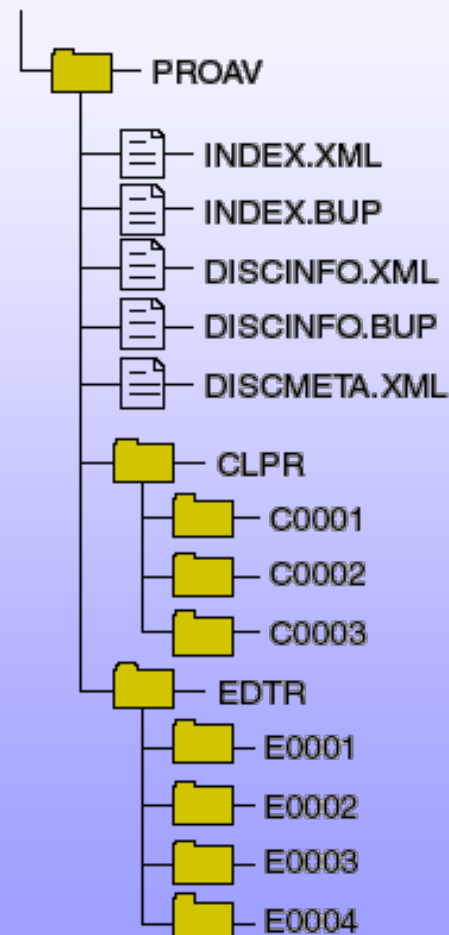 PROAV
INDEX.XML
INDEX.BUP
DISCINFO.XML
DISCINFO.BUP
DISCMETA.XML
CLPR
C0001
C0002
C0003
EDTR
E0001
E0002
E0003
E0004